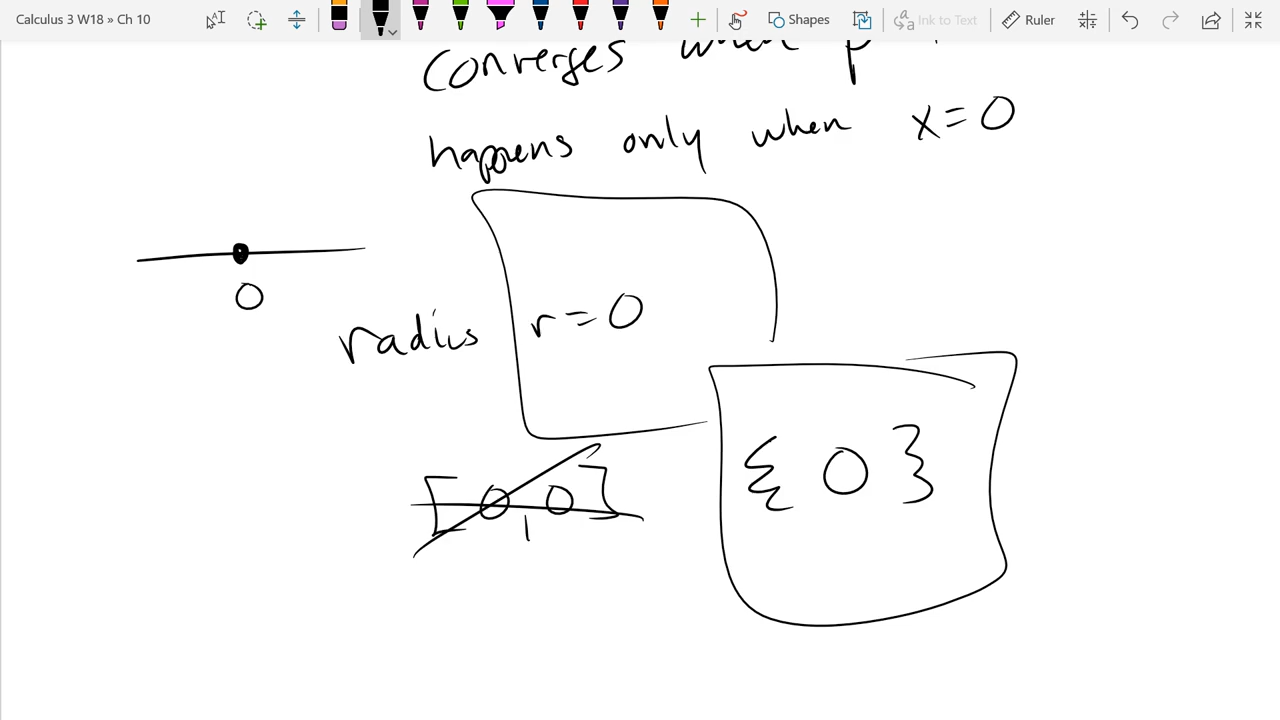 Calculus 3 W18 » Ch 10
Shapes
Ink to Text
Ruler
Converges when
happens only when x=0
0
radius r=0
[0,0]
{0}